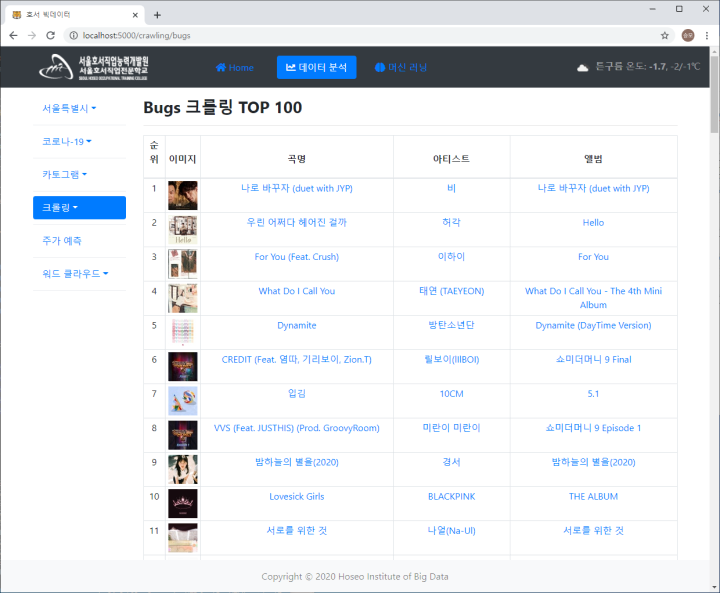 호서 빅데이터
localhost:5000/crawling/bugs
서울호서직업능력개발원
서울호서직업전문학교
SEOUL HOSEO OCCUPATIONAL TRAINING COLLEGE
Home
데이터 분석
머신 러닝
튼구름 온도: -1.7, -2/-1℃
서울특별시
코로나-19
카토그램
크롤링
주가 예측
워드 클라우드
Bugs 크롤링 TOP 100
순위 이미지 곡명 아티스트 앨범
1 나로 바꾸자 (duet with JYP) 비 나로 바꾸자 (duet with JYP)
2 우린 어쩌다 헤어진 걸까 허각 Hello
Hello
3 For You (Feat. Crush) 이하이 For You
4 What Do I Call You 태연 (TAEYEON) What Do I Call You - The 4th Mini
Album
5 Dynamite 방탄소년단 Dynamite (DayTime Version)
6 CREDIT (Feat. 염따, 기리보이, Zion.T) 릴보이(lIlBOI) 쇼미더머니 9 Final
7 입김 10CM 5.1
8 VVS (Feat. JUSTHIS) (Prod. GroovyRoom) 미란이 미란이 쇼미더머니 9 Episode 1
9 밤하늘의 별을(2020) 경서 밤하늘의 별을(2020)
10 Lovesick Girls BLACKPINK THE ALBUM
11 서로를 위한 것 나얼(Na-Ul) 서로를 위한 것
Copyright © 2020 Hoseo Institute of Big Data